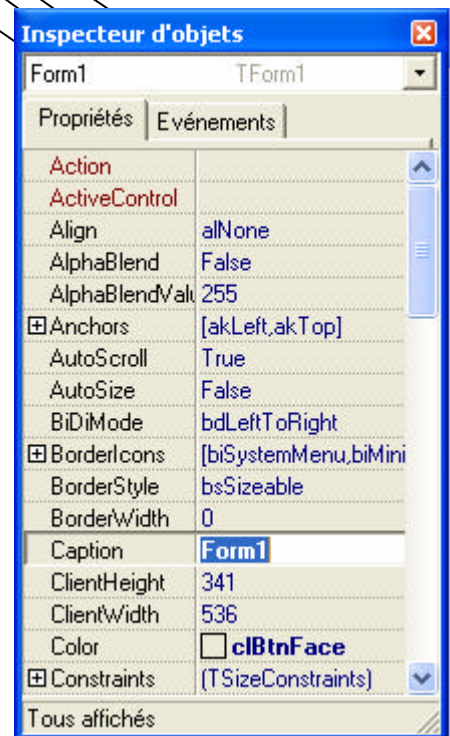 Inspecteur d'objets
Form1 TForm1
Propriétés Evénements
Action
ActiveControl
Align alNone
AlphaBlend False
AlphaBlendValu 255
Anchors [akLeft,akTop]
AutoScroll True
AutoSize False
BiDiMode bdLeftToRight
BorderIcons [biSystemMenu,biMini
BorderStyle bsSizeable
BorderWidth 0
Caption Form1
ClientHeight 341
ClientWidth 536
Color clBtnFace
Constraints (TSizeConstraints)
Tous affichés